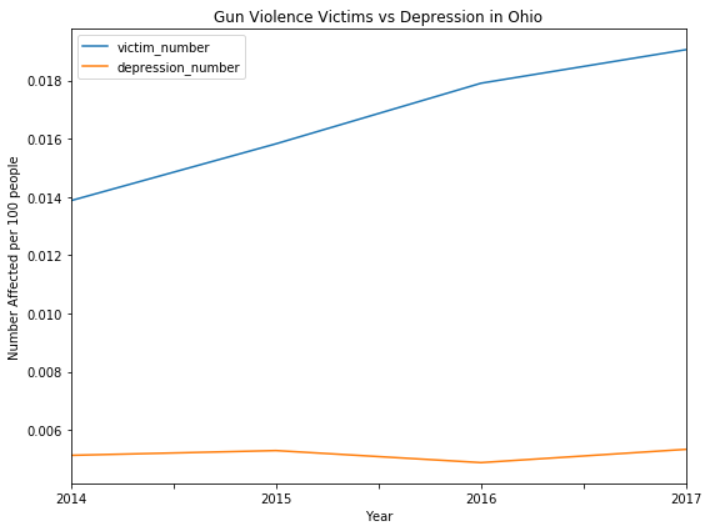 Gun Violence Victims vs Depression in Ohio
victim_number
depression_number
0.018
0.016
0.014
0.012
0.010
0.008
0.006
Number Affected per 100 people
2014
2015
2016
2017
Year